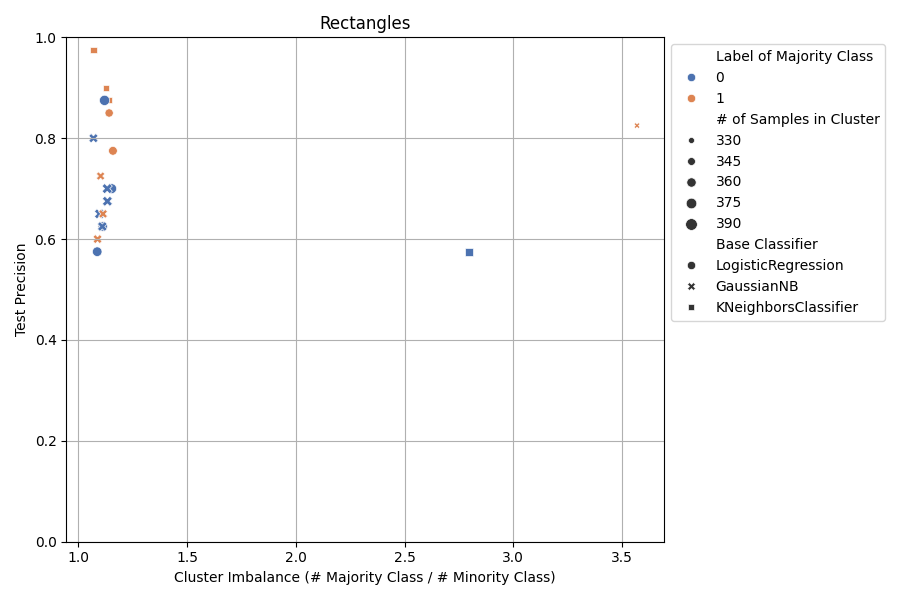 Rectangles
1.0
0.8
0.6
0.4
0.2
0.0
Test Precision
1.0
1.5
2.0
2.5
3.0
3.5
Cluster Imbalance (# Majority Class / # Minority Class)
Label of Majority Class
0
1
# of Samples in Cluster
330
345
360
375
390
Base Classifier
LogisticRegression
GaussianNB
KNeighborsClassifier